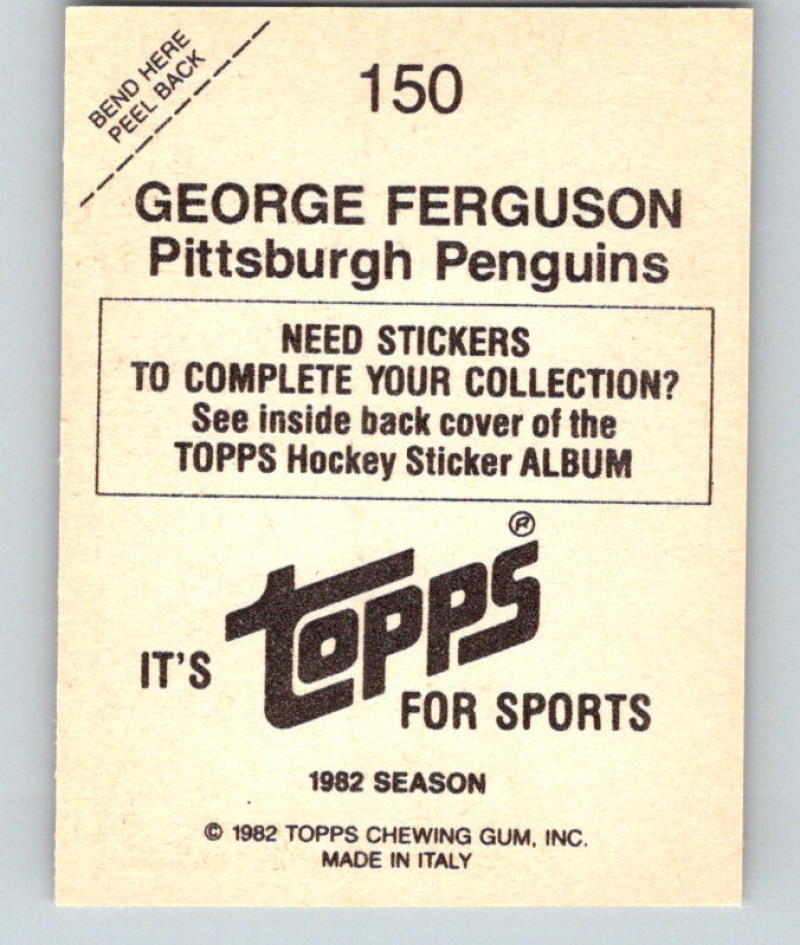 BEND HERE
PEEL BACK
150
GEORGE FERGUSON
Pittsburgh Penguins
NEED STICKERS
TO COMPLETE YOUR COLLECTION?
See inside back cover of the
TOPPS Hockey Sticker ALBUM
IT'S topps®
FOR SPORTS
1982 SEASON
© 1982 TOPPS CHEWING GUM, INC.
MADE IN ITALY